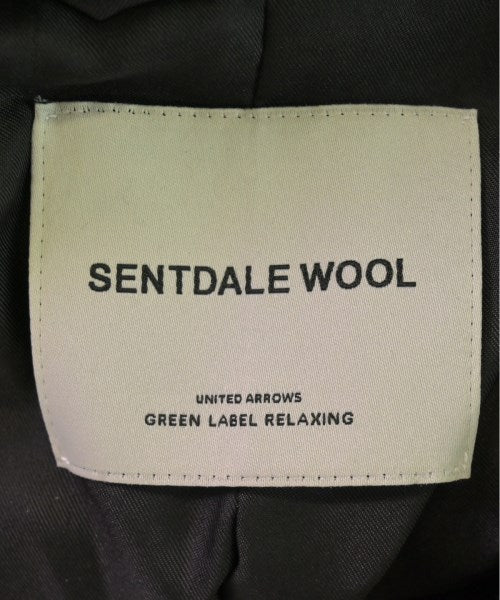 SENTDALE WOOL
UNITED ARROWS
GREEN LABEL RELAXING